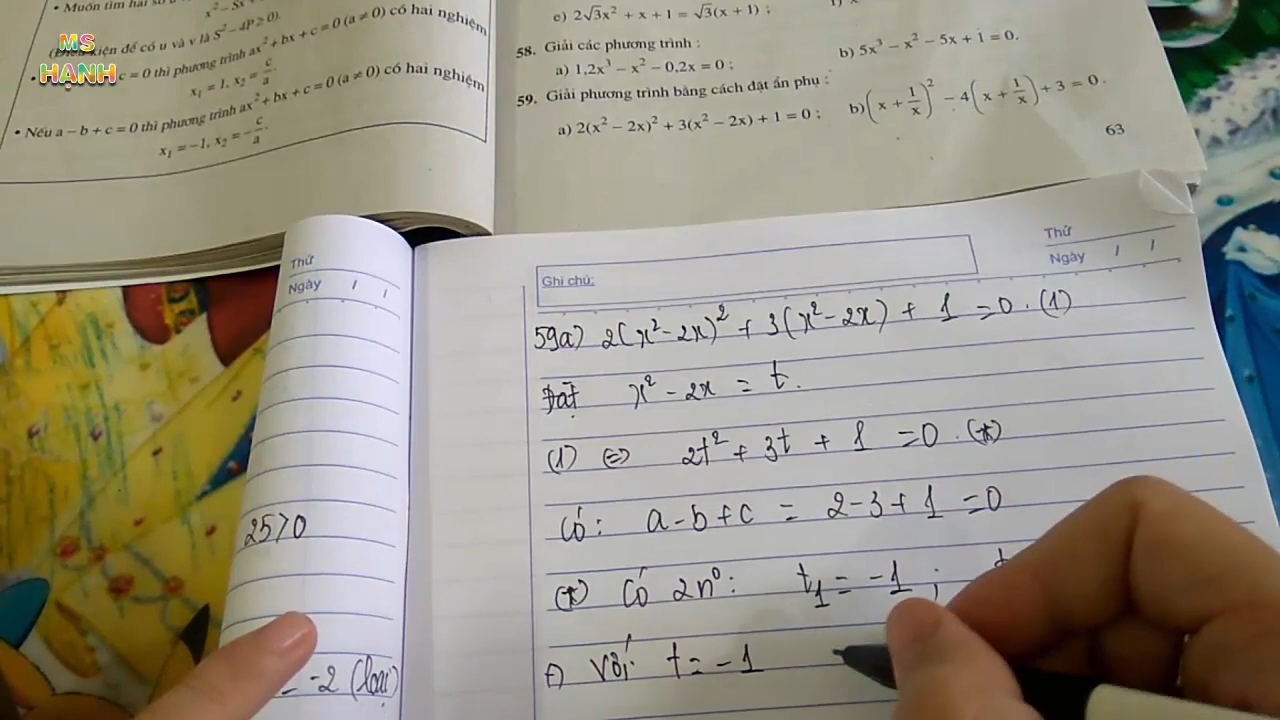 MS
HẠNH
• Muốn tìm hai số u
kiện để có u và v là S² − 4P ≥ 0).
c = 0 thì phương trình ax² + bx + c = 0 (a ≠ 0) có hai nghiệm
x₁ = 1, x₂ = c/a.
• Nếu a − b + c = 0 thì phương trình ax² + bx + c = 0 (a ≠ 0) có hai nghiệm
x₁ = −1, x₂ = −c/a.
c) 2√3x² + x + 1 = √3(x + 1) ;
58. Giải các phương trình :
a) 1,2x³ − x² − 0,2x = 0 ;
b) 5x³ − x² − 5x + 1 = 0.
59. Giải phương trình bằng cách đặt ẩn phụ :
a) 2(x² − 2x)² + 3(x² − 2x) + 1 = 0 ;
b) (x + 1/x)² − 4(x + 1/x) + 3 = 0.
63
Thứ
Ngày / /
25>0
= -2 (loại)
Thứ
Ngày / /
Ghi chú:
59a) 2(x² - 2x)² + 3(x² - 2x) + 1 = 0. (1)
Đặt x² - 2x = t.
(1) ⇔ 2t² + 3t + 1 = 0. (*)
Có: a - b + c = 2 - 3 + 1 = 0
(*) Có 2n⁰: t₁ = -1 ; t
+) Với t = -1